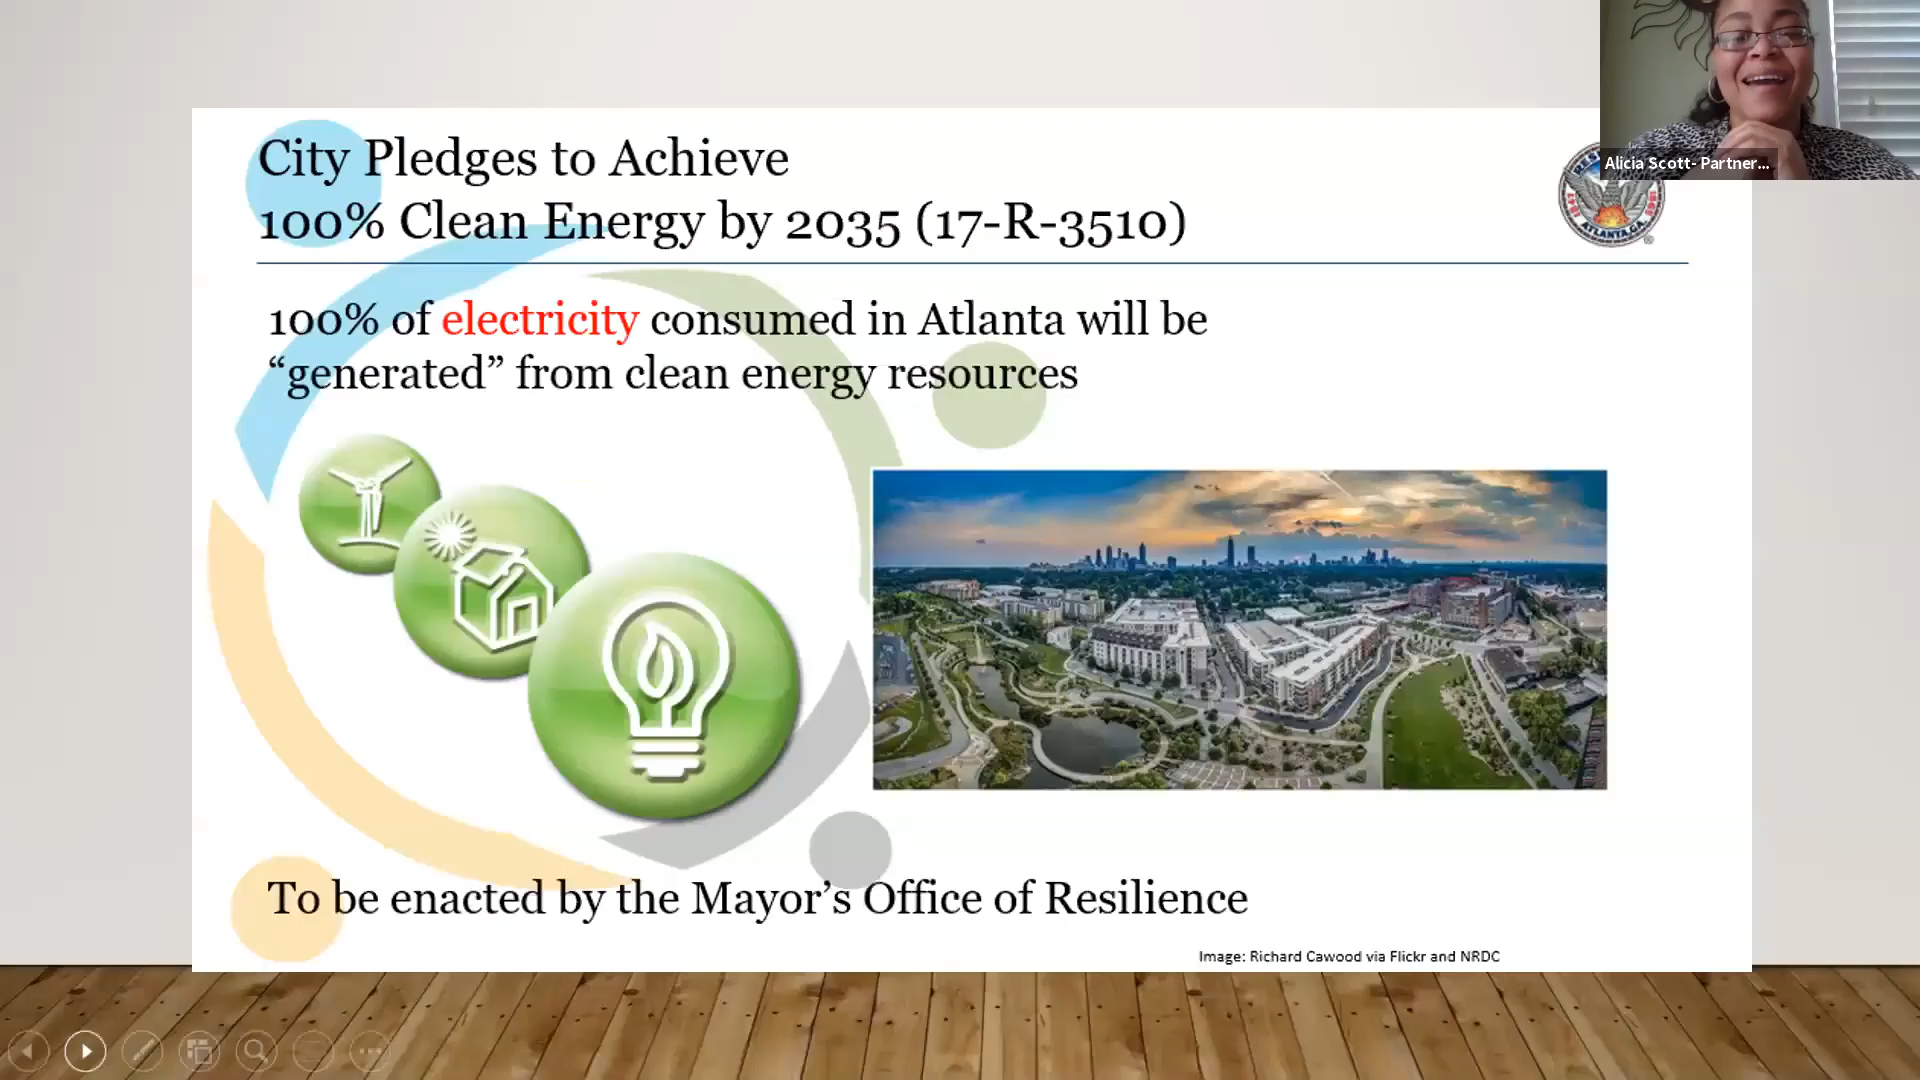 City Pledges to Achieve
100% Clean Energy by 2035 (17-R-3510)
Alicia Scott- Partner...
ATLANTA, GA.
100% of electricity consumed in Atlanta will be
“generated” from clean energy resources
To be enacted by the Mayor’s Office of Resilience
Image: Richard Cawood via Flickr and NRDC